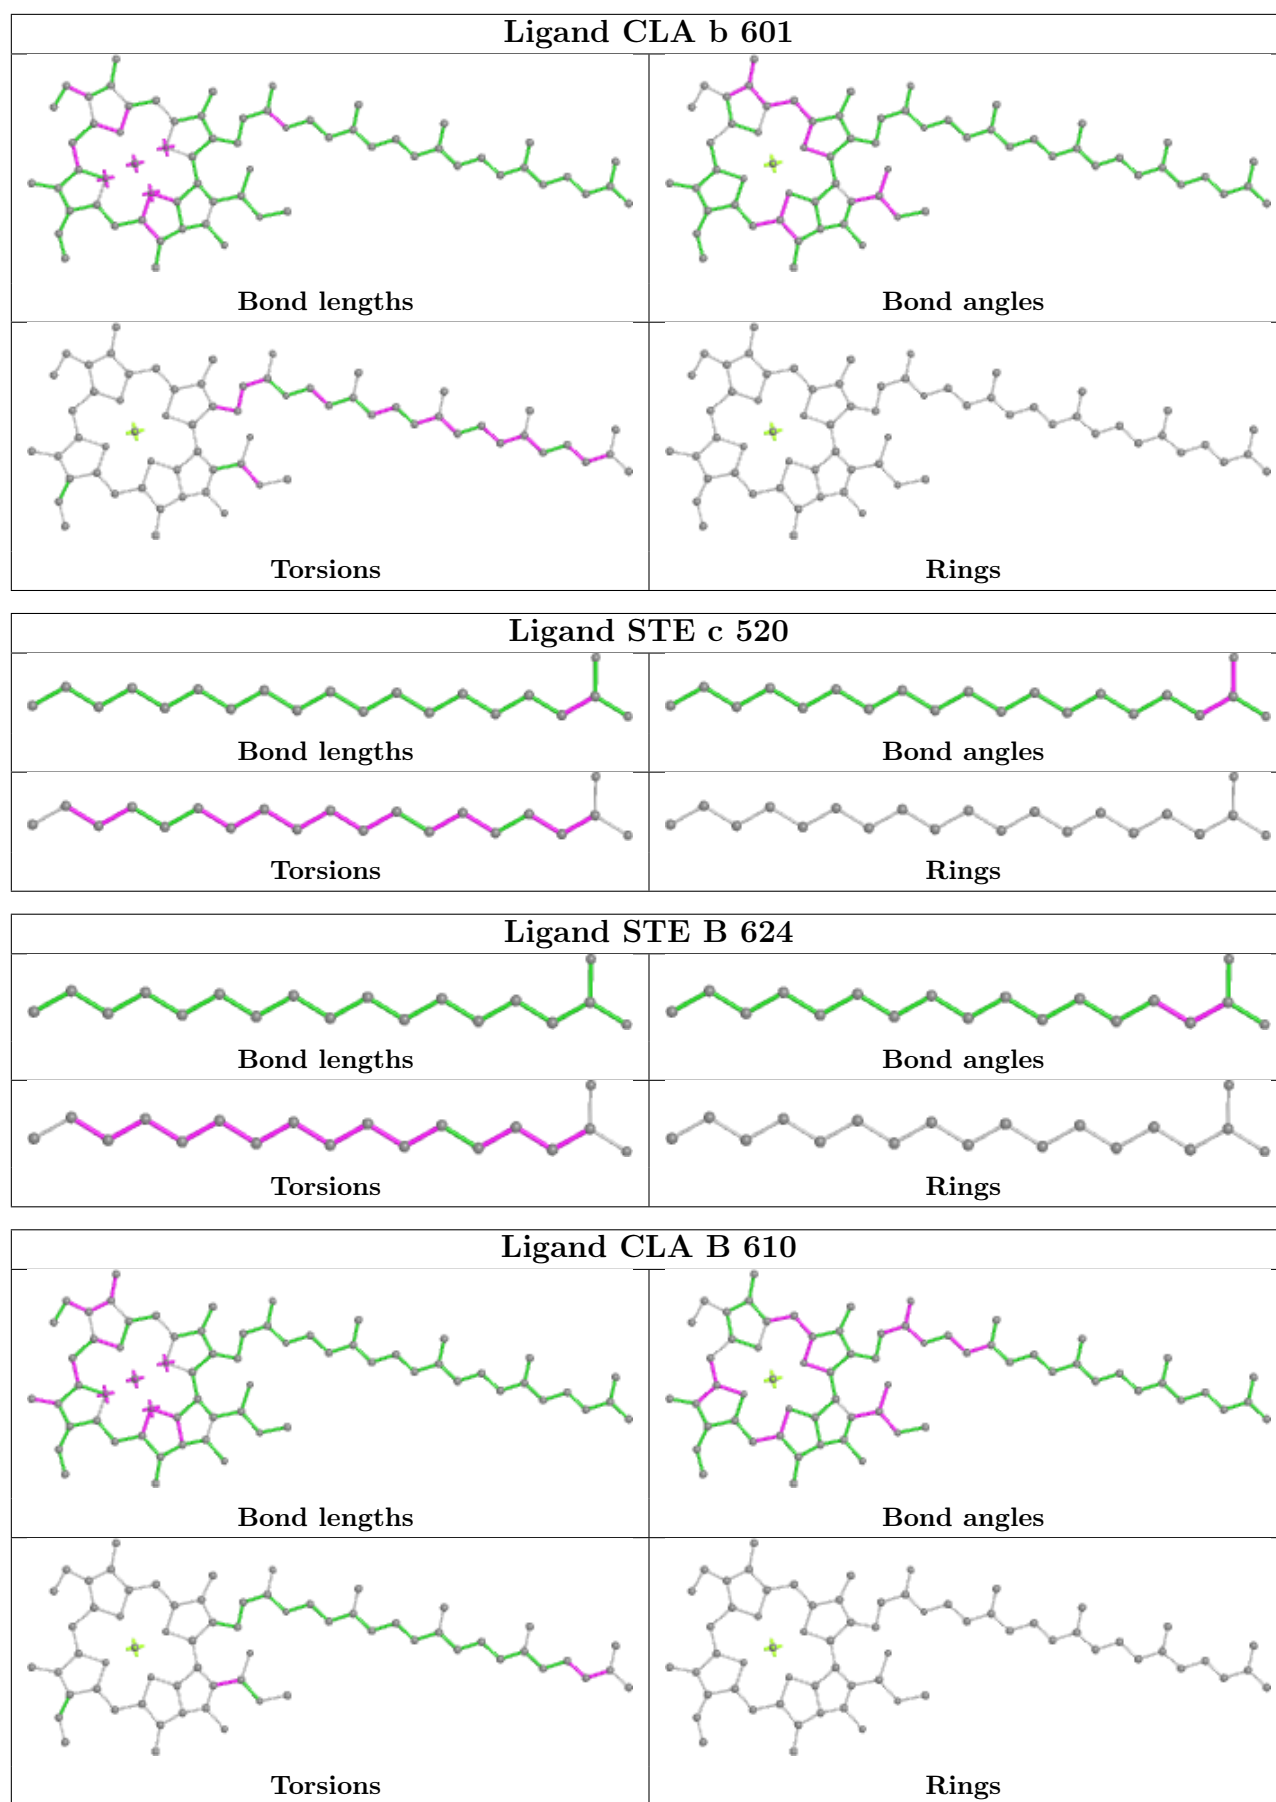 Ligand CLA b 601
Bond lengths
Bond angles
Torsions
Rings
Ligand STE c 520
Bond lengths
Bond angles
Torsions
Rings
Ligand STE B 624
Bond lengths
Bond angles
Torsions
Rings
Ligand CLA B 610
Bond lengths
Bond angles
Torsions
Rings